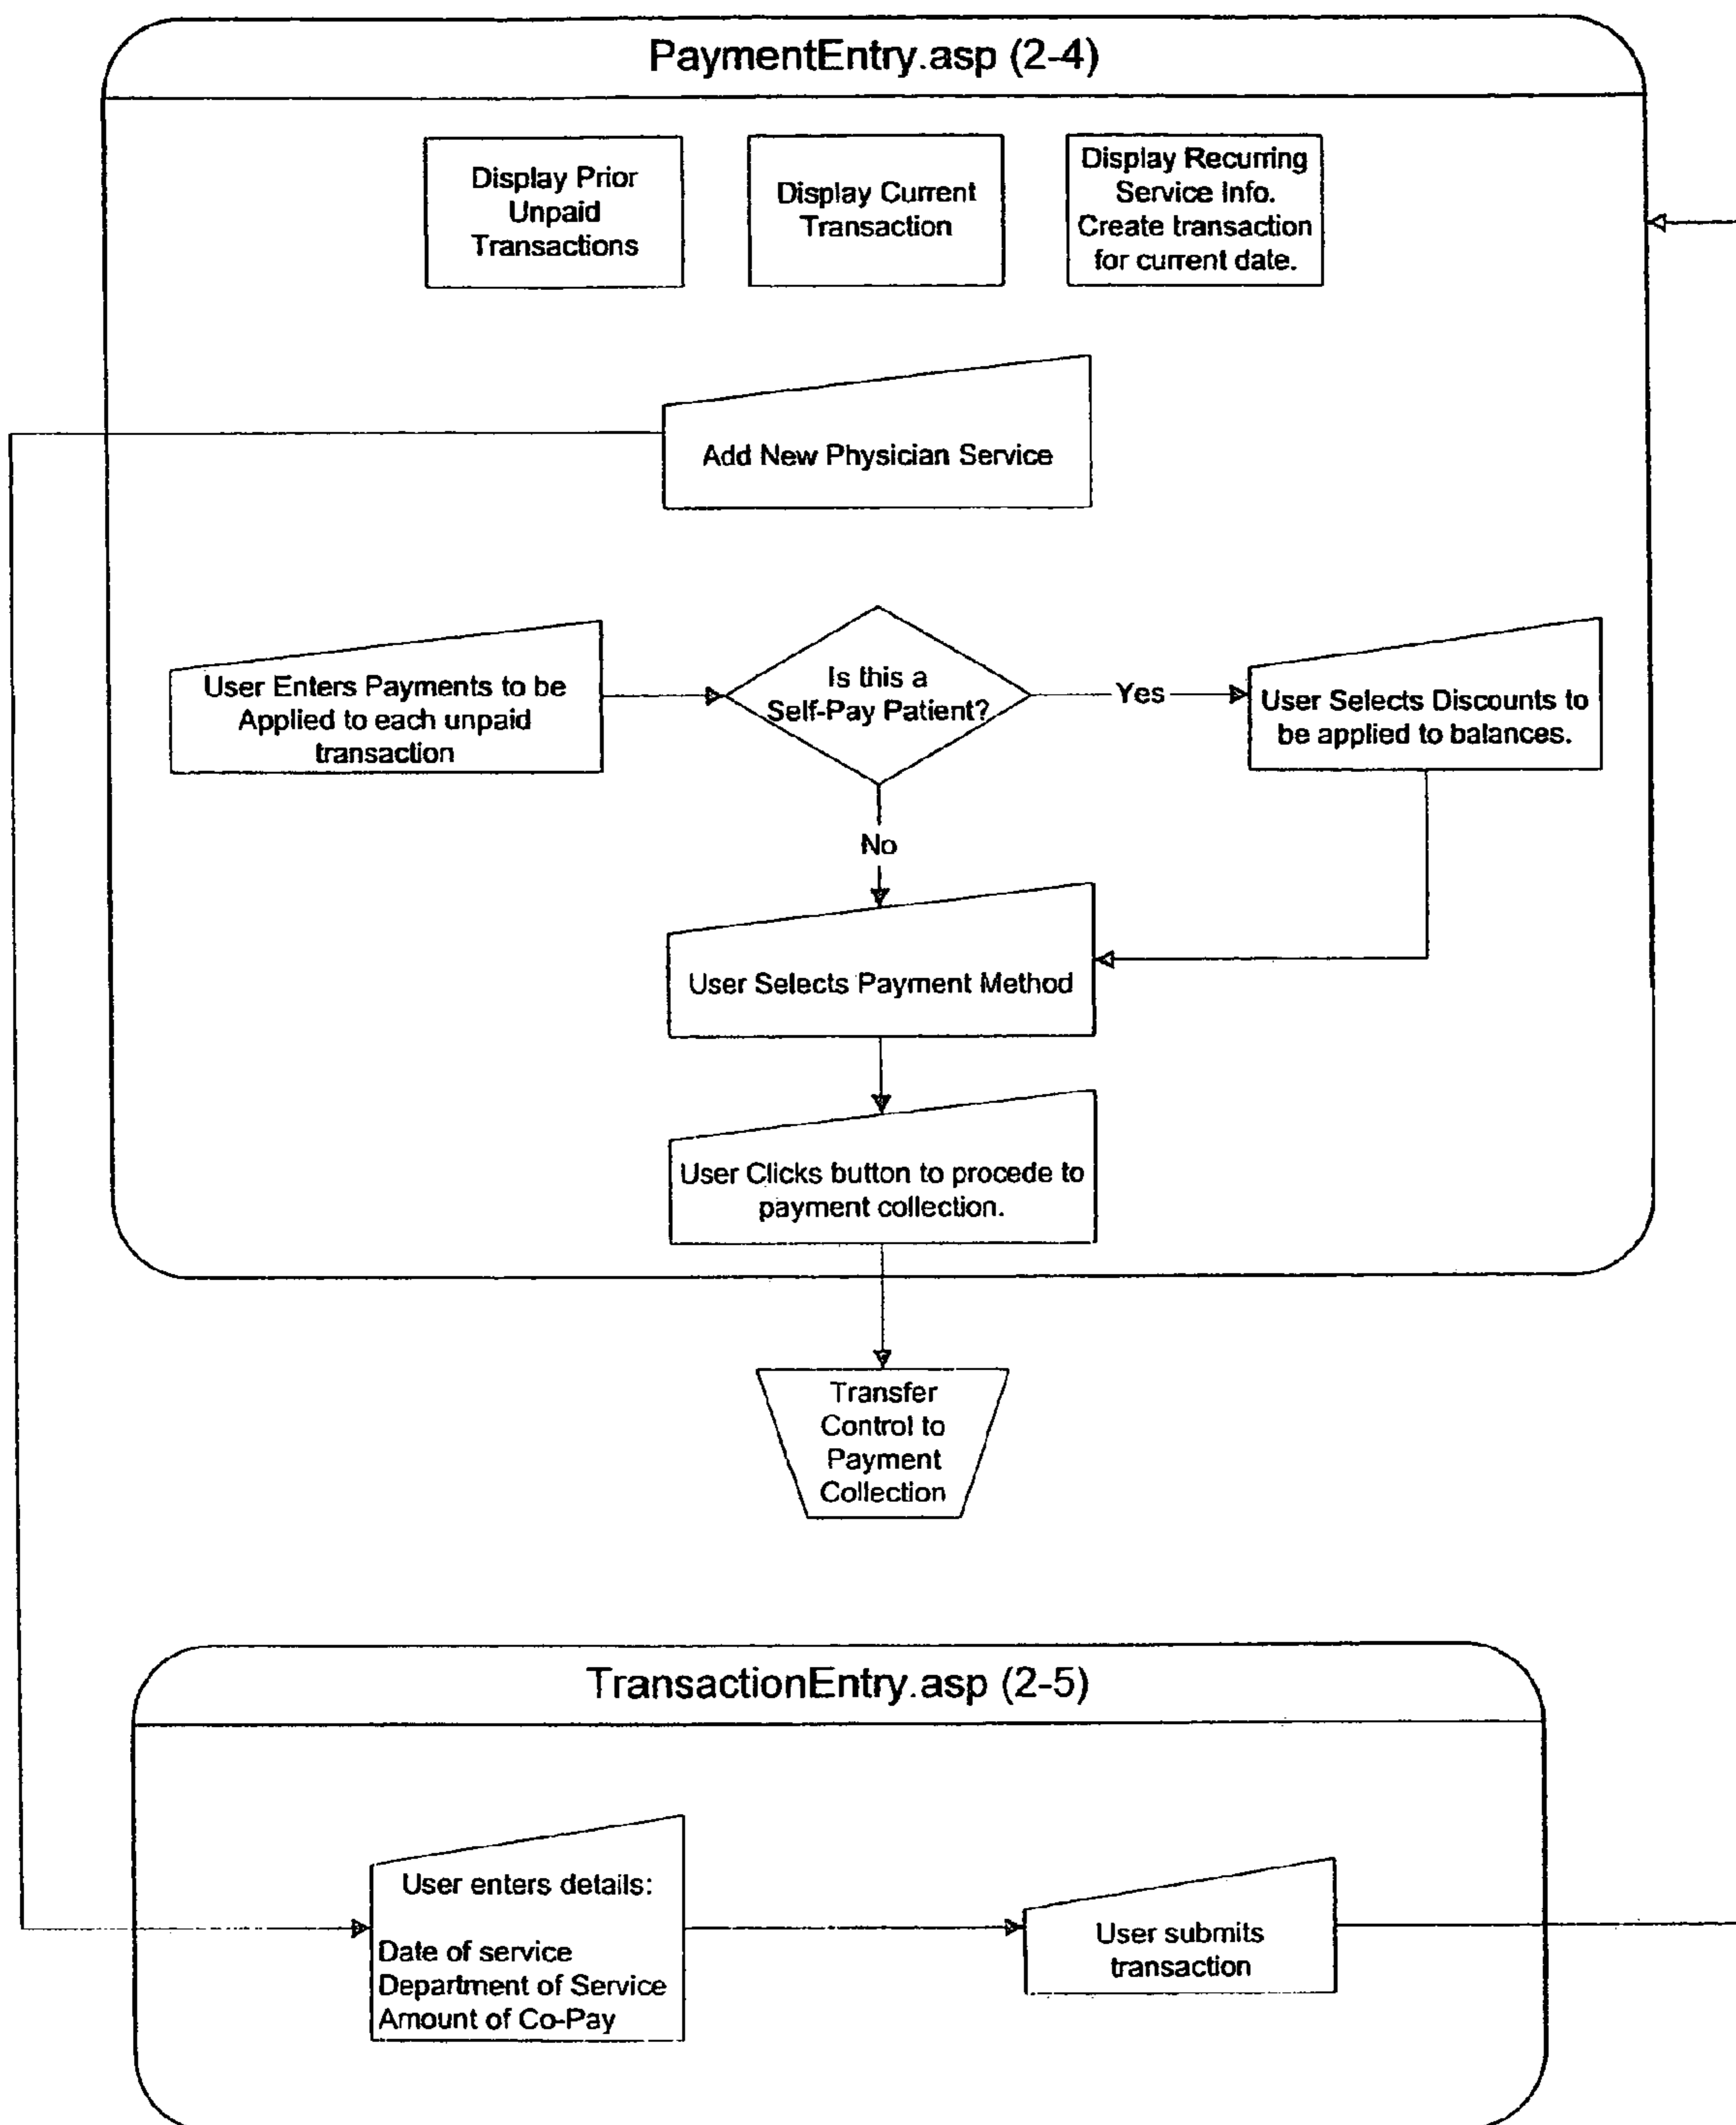 PaymentEntry.asp (2-4)
Display Prior
Unpaid
Transactions
Display Current
Transaction
Display Recurring
Service Info.
Create transaction
for current date.
Add New Physician Service
User Enters Payments to be
Applied to each unpaid
transaction
Is this a
Self-Pay Patient?
Yes
User Selects Discounts to
be applied to balances.
No
User Selects Payment Method
User Clicks button to procede to
payment collection.
Transfer
Control to
Payment
Collection
TransactionEntry.asp (2-5)
User enters details:
Date of service
Department of Service
Amount of Co-Pay
User submits
transaction